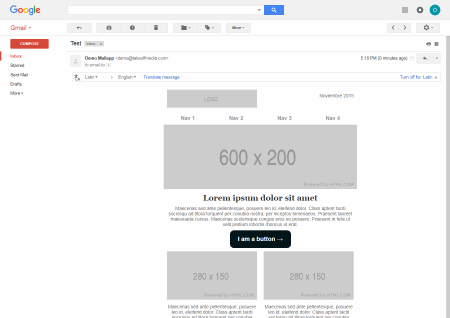 Google
Gmail
More
COMPOSE
Inbox
Starred
Sent Mail
Drafts
More
Test
Inbox x
Demo Mailapp <demo@takeoffmedia.com>
to email-to
5:18 PM (0 minutes ago)
Latin > English Translate message
Turn off for: Latin x
LOGO
Noviembre 2015
Nav 1 Nav 2 Nav 3 Nav 4
600 x 200
Powered by HTML.COM
Lorem ipsum dolor sit amet
Maecenas sed ante pellentesque, posuere leo id, eleifend dolor. Class aptent taciti
sociosqu ad litora torquent per conubia nostra, per inceptos himenaeos. Praesent laoreet
malesuada cursus. Maecenas scelerisque congue eros eu posuere. Praesent in felis ut
velit pretium lobortis rhoncus ut erat.
I am a button →
280 x 150 280 x 150
Powered by HTML.COM Powered by HTML.COM
Maecenas sed ante pellentesque, posuere Maecenas sed ante pellentesque, posuere
leo id, eleifend dolor. Class aptent taciti leo id, eleifend dolor. Class aptent taciti